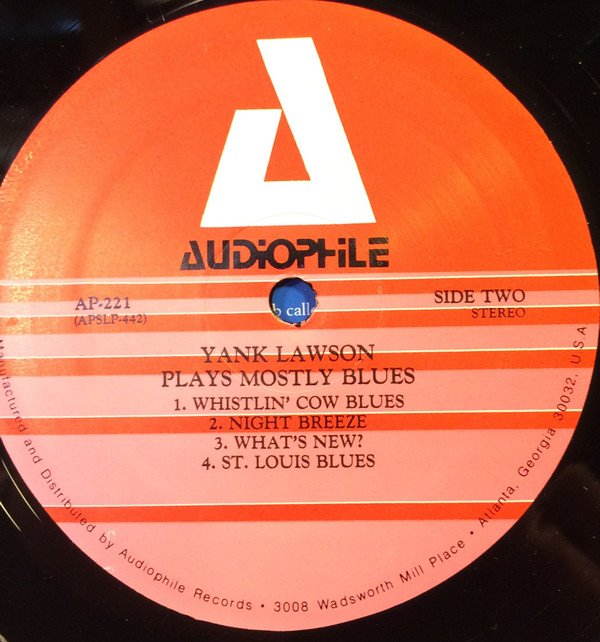 AUDIOPHILE
AP-221
(APSLP-442)
SIDE TWO
STEREO
b call
YANK LAWSON
PLAYS MOSTLY BLUES
1. WHISTLIN' COW BLUES
2. NIGHT BREEZE
3. WHAT'S NEW?
4. ST. LOUIS BLUES
Manufactured and Distributed by Audiophile Records • 3008 Wadsworth Mill Place • Atlanta, Georgia 30032, USA